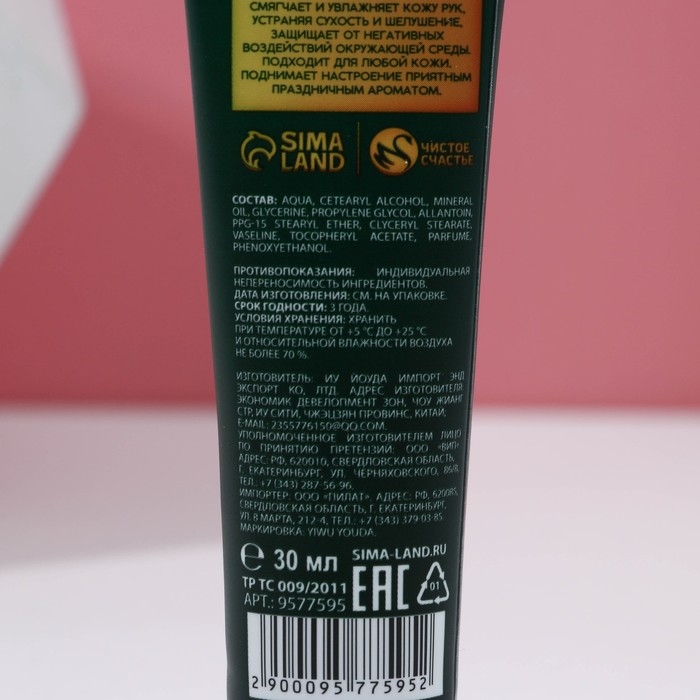 СМЯГЧАЕТ И УВЛАЖНЯЕТ КОЖУ РУК,
УСТРАНЯЯ СУХОСТЬ И ШЕЛУШЕНИЕ,
ЗАЩИЩАЕТ ОТ НЕГАТИВНЫХ
ВОЗДЕЙСТВИЙ ОКРУЖАЮЩЕЙ СРЕДЫ.
ПОДХОДИТ ДЛЯ ЛЮБОЙ КОЖИ.
ПОДНИМАЕТ НАСТРОЕНИЕ ПРИЯТНЫМ
ПРАЗДНИЧНЫМ АРОМАТОМ.
SIMA LAND
ЧИСТОЕ СЧАСТЬЕ
СОСТАВ: AQUA, CETEARYL ALCOHOL, MINERAL
OIL, GLYCERINE, PROPYLENE GLYCOL, ALLANTOIN,
PPG-15 STEARYL ETHER, GLYCERYL STEARATE,
VASELINE, TOCOPHERYL ACETATE, PARFUME,
PHENOXYETHANOL.
ПРОТИВОПОКАЗАНИЯ: ИНДИВИДУАЛЬНАЯ
НЕПЕРЕНОСИМОСТЬ ИНГРЕДИЕНТОВ.
ДАТА ИЗГОТОВЛЕНИЯ: СМ. НА УПАКОВКЕ.
СРОК ГОДНОСТИ: 3 ГОДА.
УСЛОВИЯ ХРАНЕНИЯ: ХРАНИТЬ
ПРИ ТЕМПЕРАТУРЕ ОТ +5 °С ДО +25 °С
И ОТНОСИТЕЛЬНОЙ ВЛАЖНОСТИ ВОЗДУХА
НЕ БОЛЕЕ 70 %.
ИЗГОТОВИТЕЛЬ: ИУ ЙОУДА ИМПОРТ ЭНД
ЭКСПОРТ КО, ЛТД. АДРЕС ИЗГОТОВИТЕЛЯ:
ЭКОНОМИК ДЕВЕЛОПМЕНТ ЗОН, ЧОУ ЖИАНГ
СТР, ИУ СИТИ, ЧЖЭЦЗЯН ПРОВИНС, КИТАЙ,
E-MAIL: 2355776150@QQ.COM.
УПОЛНОМОЧЕННОЕ ИЗГОТОВИТЕЛЕМ ЛИЦО
ПО ПРИНЯТИЮ ПРЕТЕНЗИЙ: ООО «ВИП»
АДРЕС: РФ, 620010, СВЕРДЛОВСКАЯ ОБЛАСТЬ,
Г. ЕКАТЕРИНБУРГ, УЛ. ЧЕРНЯХОВСКОГО,
ТЕЛ.: +7 (343) 287-56-96.
ИМПОРТЕР: ООО «ПИЛАТ». АДРЕС: РФ, 620085,
СВЕРДЛОВСКАЯ ОБЛАСТЬ, Г. ЕКАТЕРИНБУРГ,
УЛ. 8 МАРТА, 212-4, ТЕЛ.: +7 (343) 379-03-85.
МАРКИРОВКА: YIWU YOUDA.
℮ 30 МЛ SIMA-LAND.RU
ТР ТС 009/2011 EAC 01
АРТ.: 9577595
2 900095 775952